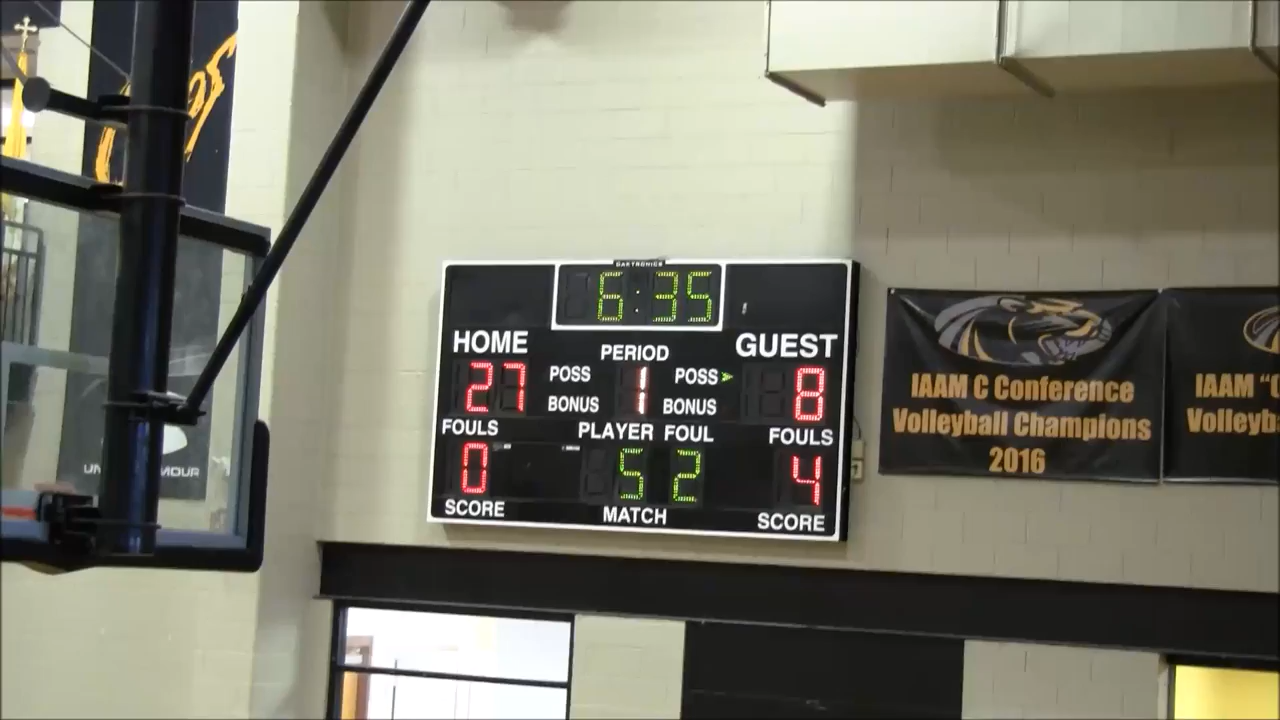 DAKTRONICS
6:35
HOME
PERIOD
GUEST
27
POSS
1
POSS
8
BONUS
BONUS
FOULS
PLAYER FOUL
FOULS
0
5 2
4
SCORE
MATCH
SCORE
IAAM C Conference
Volleyball Champions
2016
IAAM "C
Volleyb